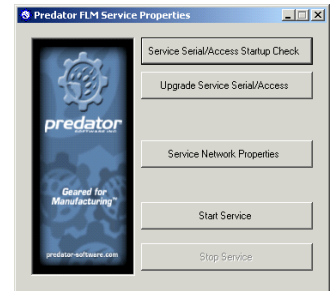 Predator FLM Service Properties
Service Serial/Access Startup Check
Upgrade Service Serial/Access
predator
SOFTWARE INC
Service Network Properties
Geared for
Manufacturing™
Start Service
predator-software.com
Stop Service